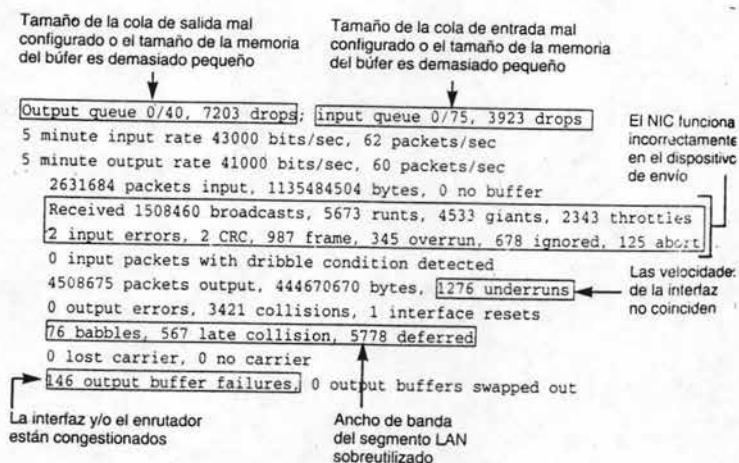 Tamaño de la cola de salida mal
configurado o el tamaño de la memoria
del búfer es demasiado pequeño
Tamaño de la cola de entrada mal
configurado o el tamaño de la memoria
del búfer es demasiado pequeño
Output queue 0/40, 7203 drops; input queue 0/75, 3923 drops
5 minute input rate 43000 bits/sec, 62 packets/sec
5 minute output rate 41000 bits/sec, 60 packets/sec
2631684 packets input, 1135484504 bytes, 0 no buffer
Received 1508460 broadcasts, 5673 runts, 4533 giants, 2343 throttles
2 input errors, 2 CRC, 987 frame, 345 overrun, 678 ignored, 125 abort
0 input packets with dribble condition detected
4508675 packets output, 444670670 bytes, 1276 underruns
0 output errors, 3421 collisions, 1 interface resets
76 babbles, 567 late collision, 5778 deferred
0 lost carrier, 0 no carrier
146 output buffer failures, 0 output buffers swapped out
El NIC funciona
incorrectamente
en el dispositivo
de envío
Las velocidade
de la interfaz
no coinciden
La interfaz y/o el enrutador
están congestionados
Ancho de banda
del segmento LAN
sobreutilizado